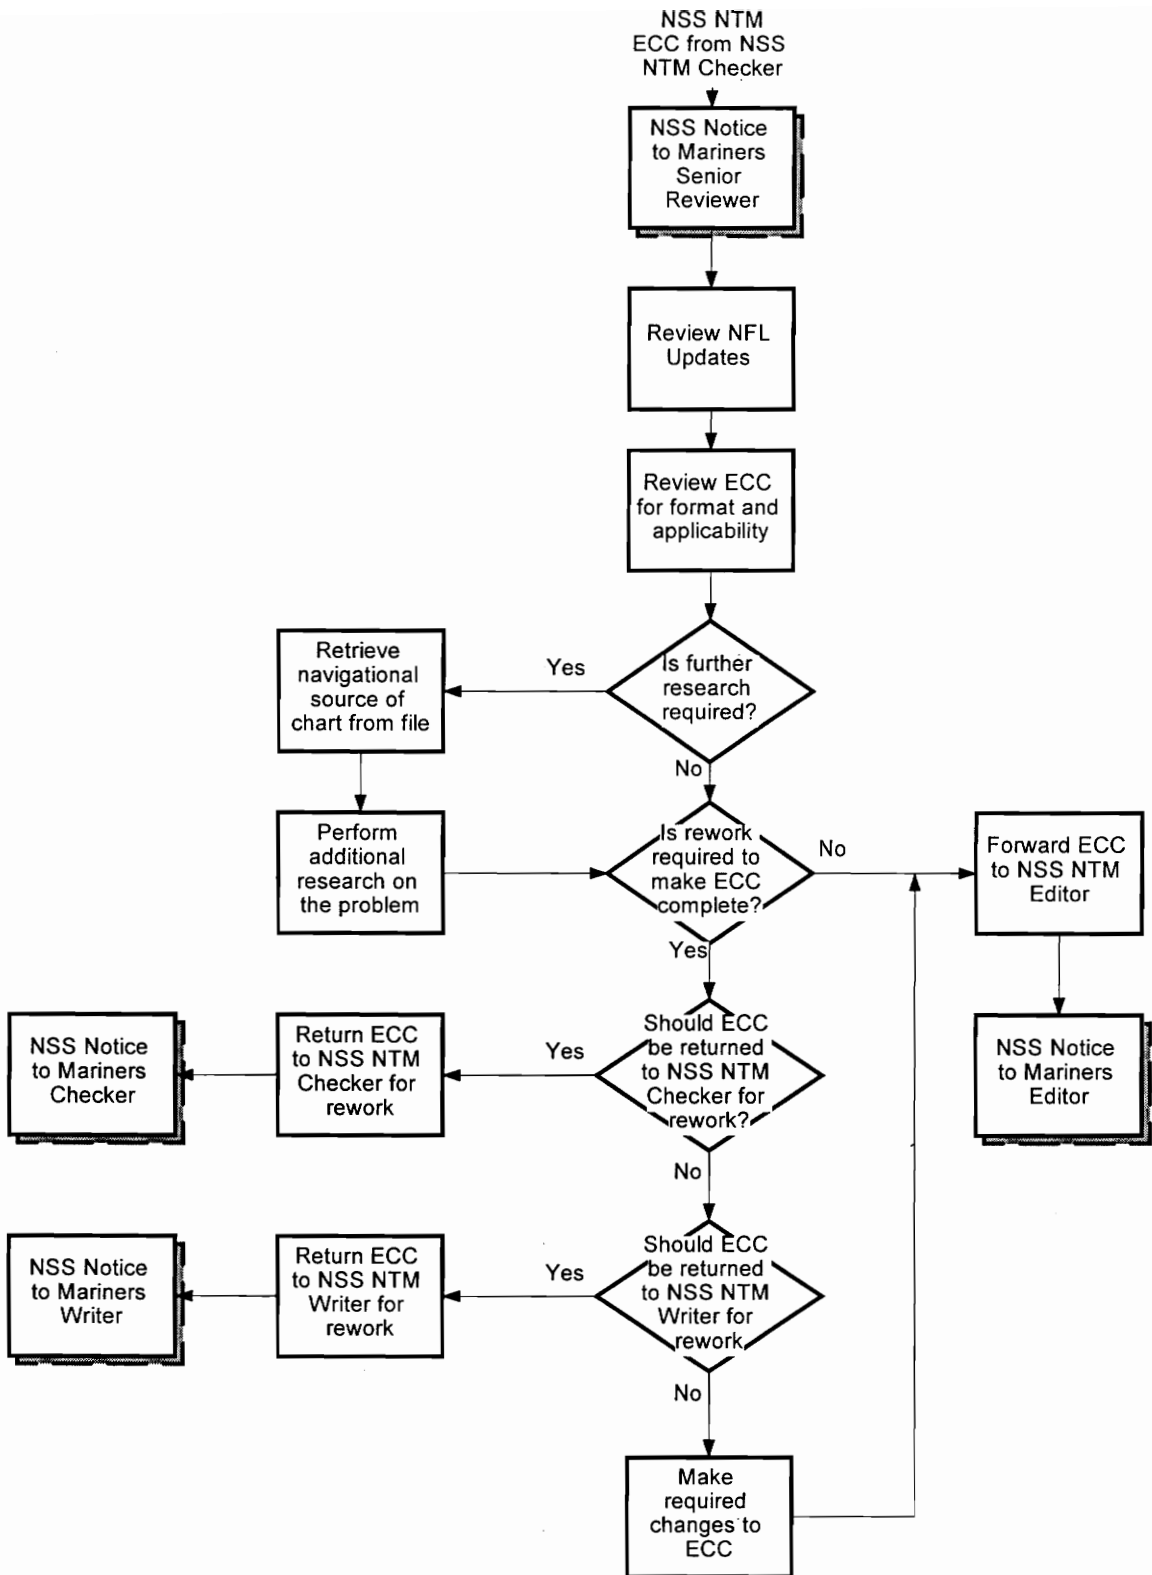 NSS NTM
ECC from NSS
NTM Checker
NSS Notice
to Mariners
Senior
Reviewer
Review NFL
Updates
Review ECC
for format and
applicability
Retrieve
navigational
source of
chart from file
Yes
Is further
research
required?
No
Perform
additional
research on
the problem
Is rework
required to
make ECC
complete?
No
Forward ECC
to NSS NTM
Editor
Yes
NSS Notice
to Mariners
Checker
Return ECC
to NSS NTM
Checker for
rework
Yes
Should ECC
be returned
to NSS NTM
Checker for
rework?
NSS Notice
to Mariners
Editor
No
NSS Notice
to Mariners
Writer
Return ECC
to NSS NTM
Writer for
rework
Yes
Should ECC
be returned
to NSS NTM
Writer for
rework
No
Make
required
changes to
ECC